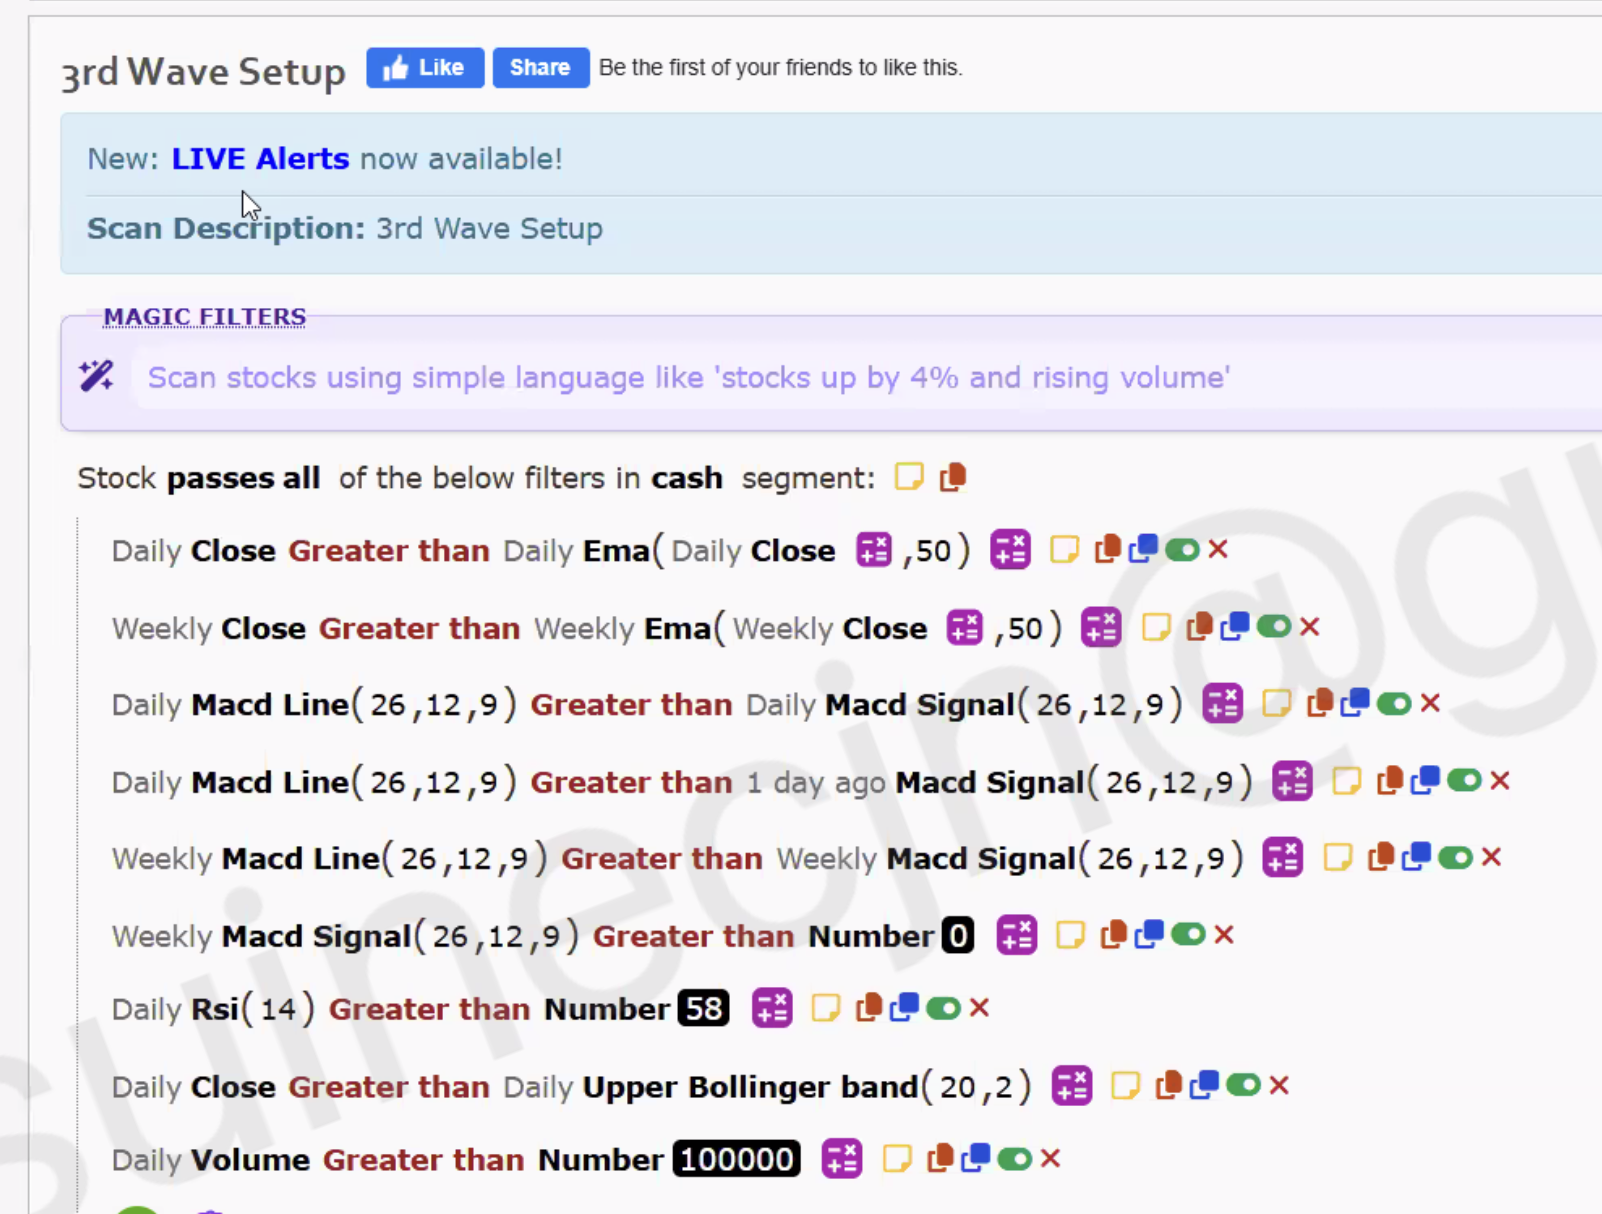 3rd Wave Setup Like Share Be the first of your friends to like this.
New: LIVE Alerts now available!
Scan Description: 3rd Wave Setup
MAGIC FILTERS
Scan stocks using simple language like 'stocks up by 4% and rising volume'
Stock passes all of the below filters in cash segment:
Daily Close Greater than Daily Ema( Daily Close ,50 )
Weekly Close Greater than Weekly Ema( Weekly Close ,50 )
Daily Macd Line( 26 ,12 ,9 ) Greater than Daily Macd Signal( 26 ,12 ,9 )
Daily Macd Line( 26 ,12 ,9 ) Greater than 1 day ago Macd Signal( 26 ,12 ,9 )
Weekly Macd Line( 26 ,12 ,9 ) Greater than Weekly Macd Signal( 26 ,12 ,9 )
Weekly Macd Signal( 26 ,12 ,9 ) Greater than Number 0
Daily Rsi( 14 ) Greater than Number 58
Daily Close Greater than Daily Upper Bollinger band( 20 ,2 )
Daily Volume Greater than Number 100000